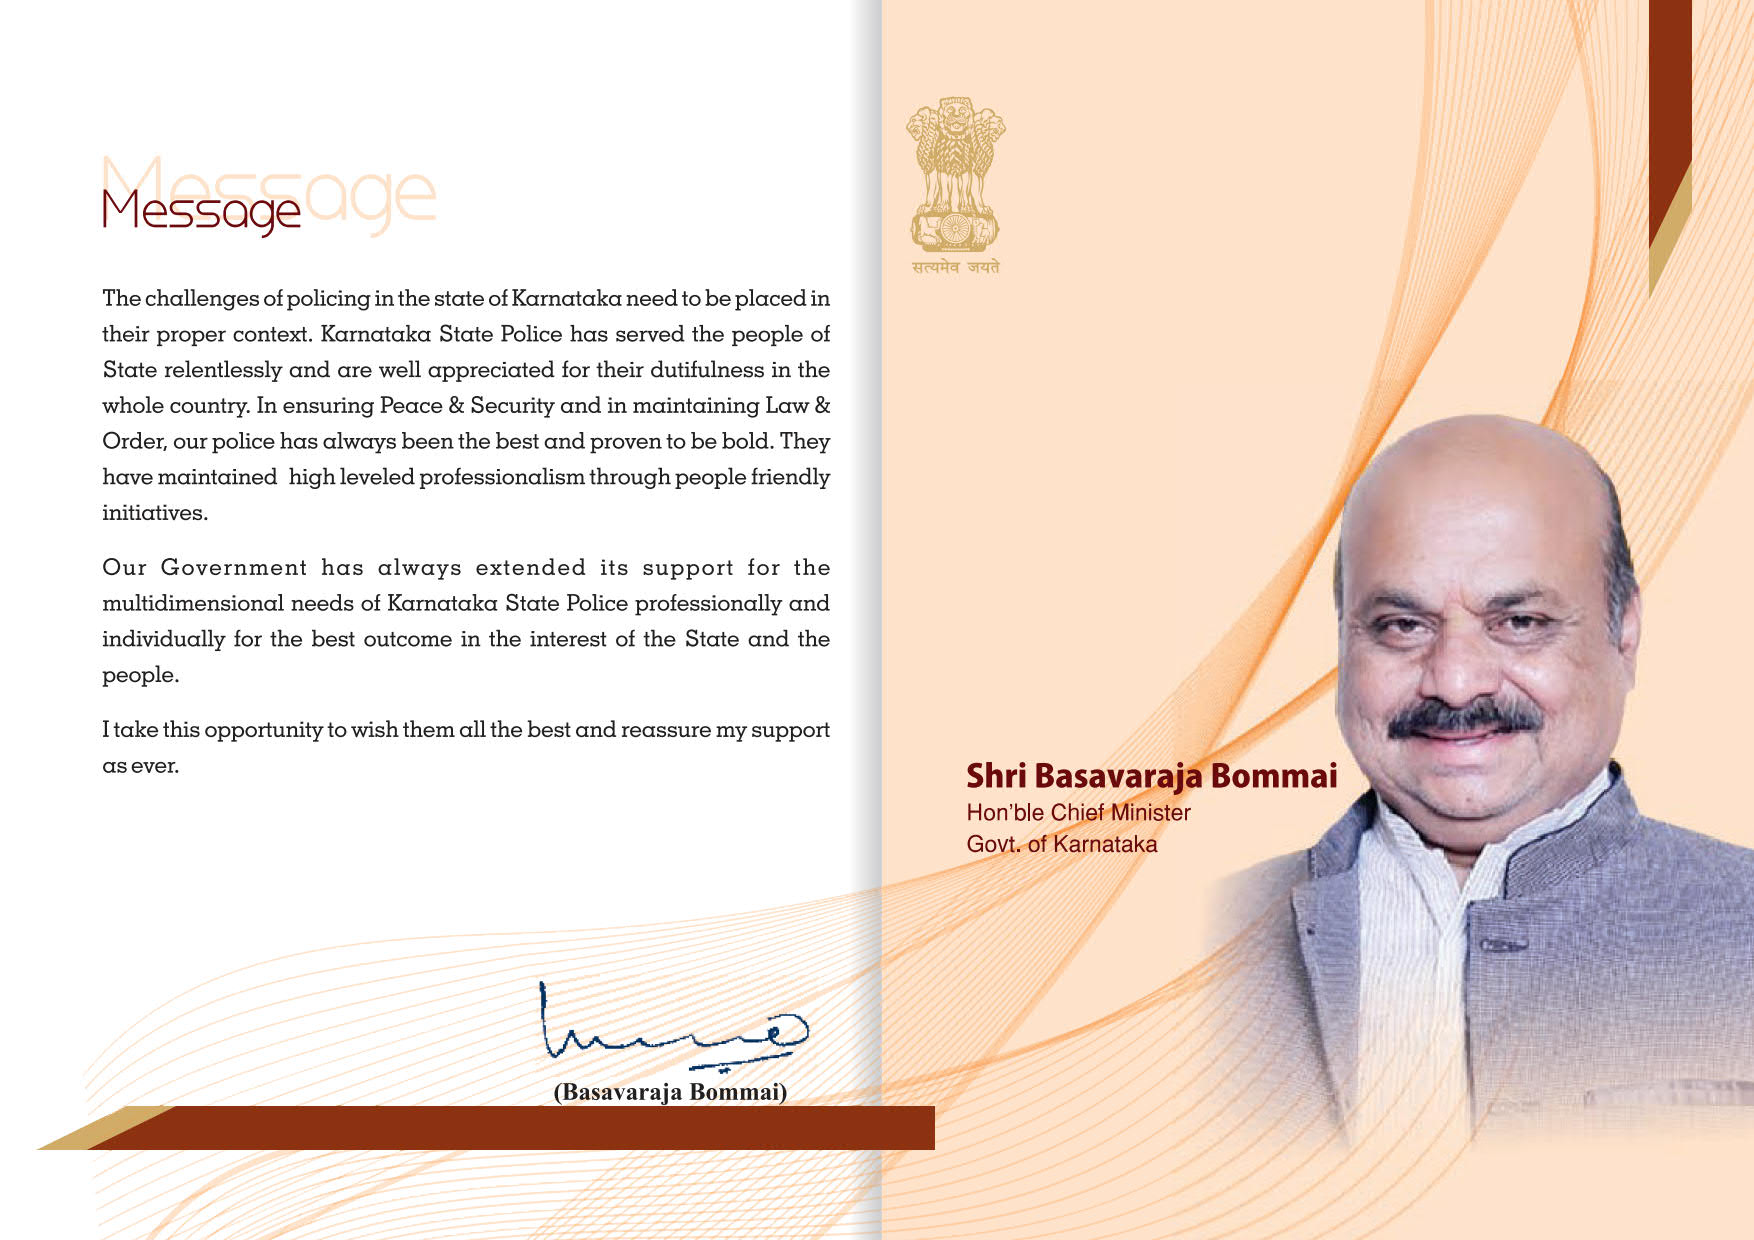 Message
Message
The challenges of policing in the state of Karnataka need to be placed in
their proper context. Karnataka State Police has served the people of
State relentlessly and are well appreciated for their dutifulness in the
whole country. In ensuring Peace & Security and in maintaining Law &
Order, our police has always been the best and proven to be bold. They
have maintained high leveled professionalism through people friendly
initiatives.
Our Government has always extended its support for the
multidimensional needs of Karnataka State Police professionally and
individually for the best outcome in the interest of the State and the
people.
I take this opportunity to wish them all the best and reassure my support
as ever.
(Basavaraja Bommai)
सत्यमेव जयते
Shri Basavaraja Bommai
Hon'ble Chief Minister
Govt. of Karnataka